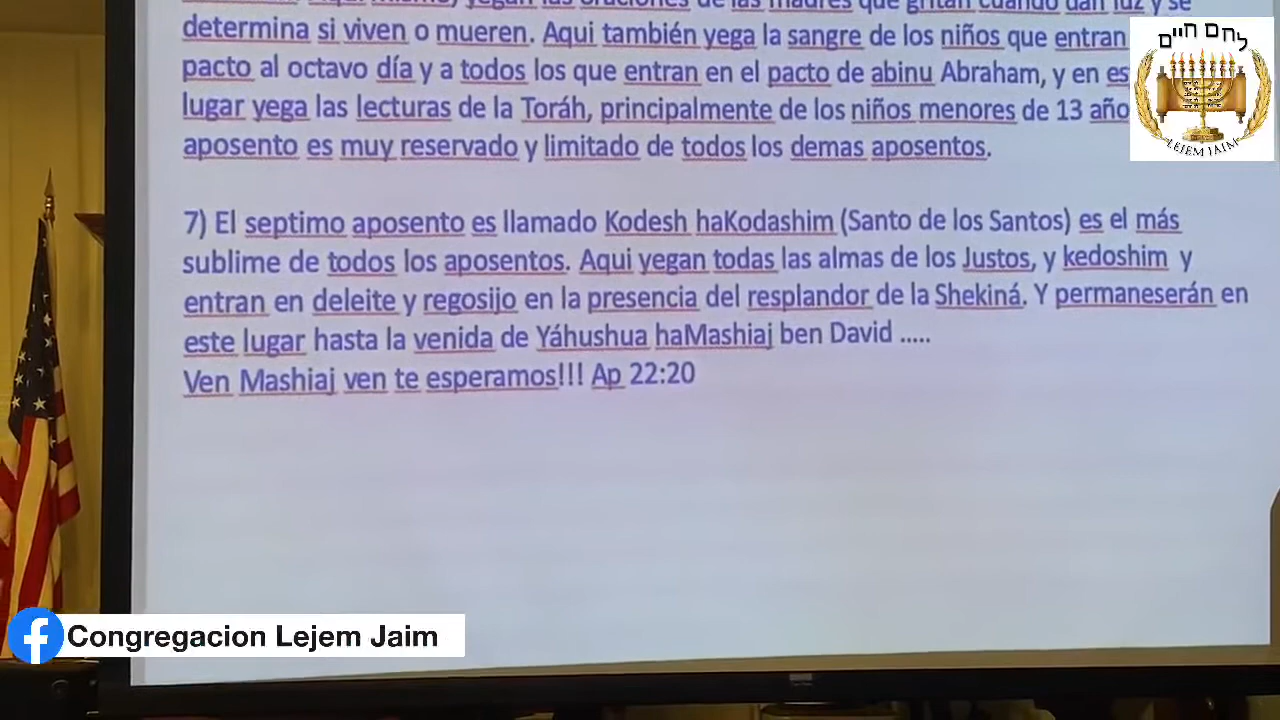 que gritan cuando dan luz y se
determina si viven o mueren. Aqui también yega la sangre de los niños que entran
pacto al octavo día y a todos los que entran en el pacto de abinu Abraham, y en es
lugar yega las lecturas de la Toráh, principalmente de los niños menores de 13 año
aposento es muy reservado y limitado de todos los demas aposentos.
7) El septimo aposento es llamado Kodesh haKodashim (Santo de los Santos) es el más
sublime de todos los aposentos. Aqui yegan todas las almas de los Justos, y kedoshim y
entran en deleite y regosijo en la presencia del resplandor de la Shekiná. Y permaneserán en
este lugar hasta la venida de Yáhushua haMashiaj ben David .....
Ven Mashiaj ven te esperamos!!! Ap 22:20
לחם חיים
LEJEM JAIM
Congregacion Lejem Jaim